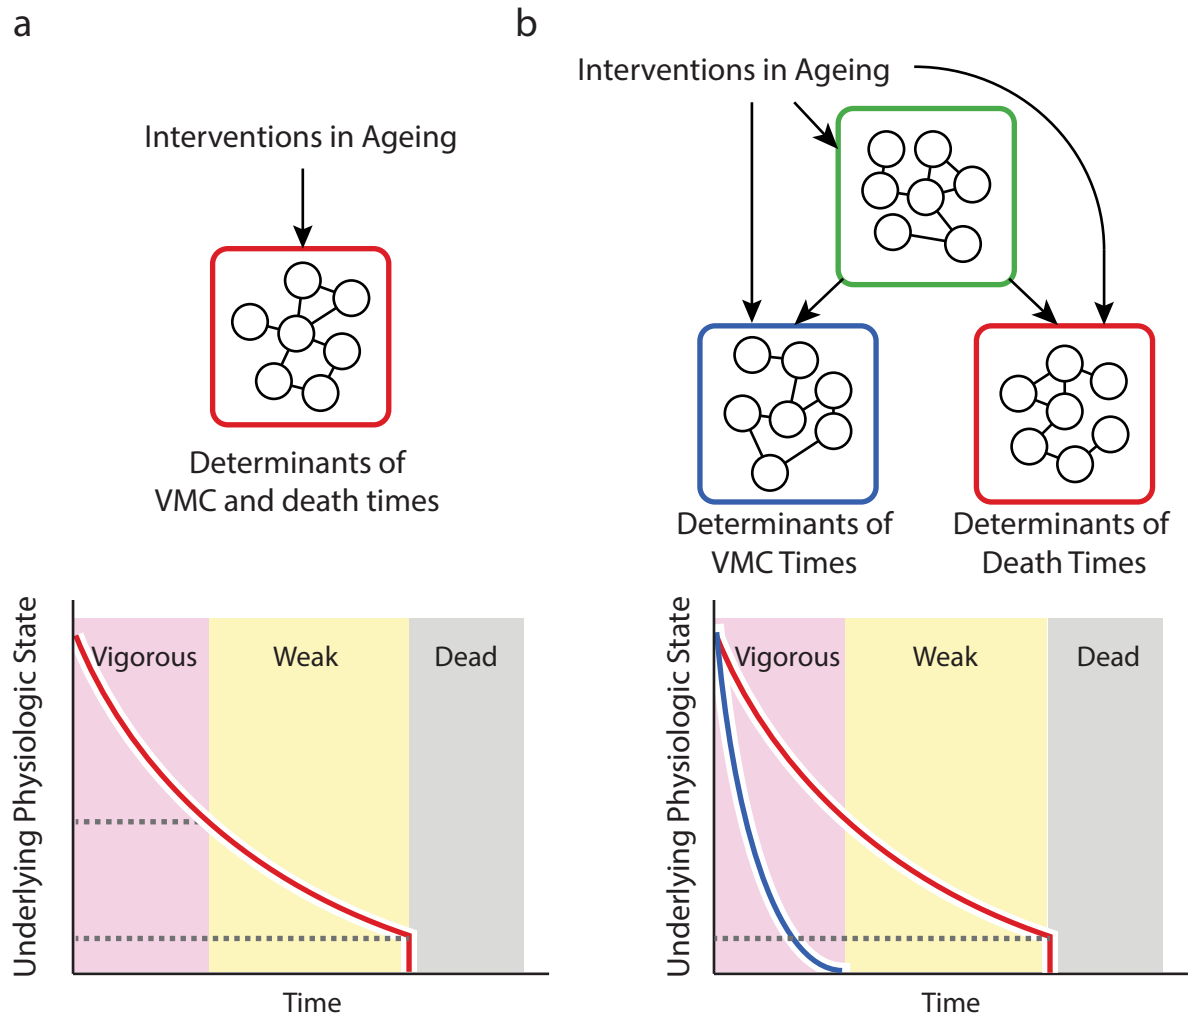 a
Interventions in Ageing
Determinants of
VMC and death times
Underlying Physiologic State
Vigorous
Weak
Dead
Time
b
Interventions in Ageing
Determinants of
VMC Times
Determinants of
Death Times
Underlying Physiologic State
Vigorous
Weak
Dead
Time